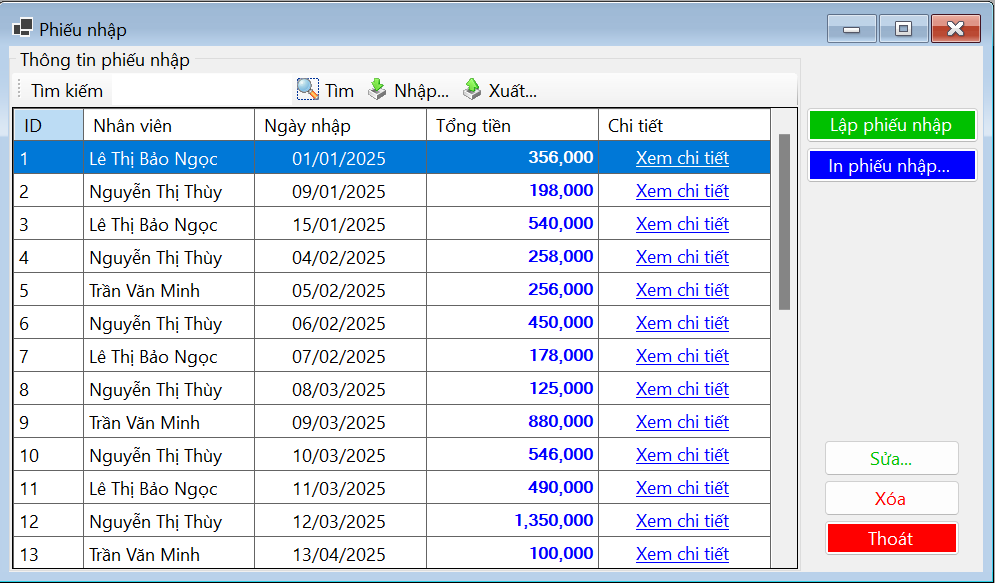 Phiếu nhập
Thông tin phiếu nhập
Tìm kiếm Tìm Nhập... Xuất...
ID Nhân viên Ngày nhập Tổng tiền Chi tiết
1 Lê Thị Bảo Ngọc 01/01/2025 356,000 Xem chi tiết
2 Nguyễn Thị Thùy 09/01/2025 198,000 Xem chi tiết
3 Lê Thị Bảo Ngọc 15/01/2025 540,000 Xem chi tiết
4 Nguyễn Thị Thùy 04/02/2025 258,000 Xem chi tiết
5 Trần Văn Minh 05/02/2025 256,000 Xem chi tiết
6 Nguyễn Thị Thùy 06/02/2025 450,000 Xem chi tiết
7 Lê Thị Bảo Ngọc 07/02/2025 178,000 Xem chi tiết
8 Nguyễn Thị Thùy 08/03/2025 125,000 Xem chi tiết
9 Trần Văn Minh 09/03/2025 880,000 Xem chi tiết
10 Nguyễn Thị Thùy 10/03/2025 546,000 Xem chi tiết
11 Lê Thị Bảo Ngọc 11/03/2025 490,000 Xem chi tiết
12 Nguyễn Thị Thùy 12/03/2025 1,350,000 Xem chi tiết
13 Trần Văn Minh 13/04/2025 100,000 Xem chi tiết
Lập phiếu nhập
In phiếu nhập...
Sửa...
Xóa
Thoát